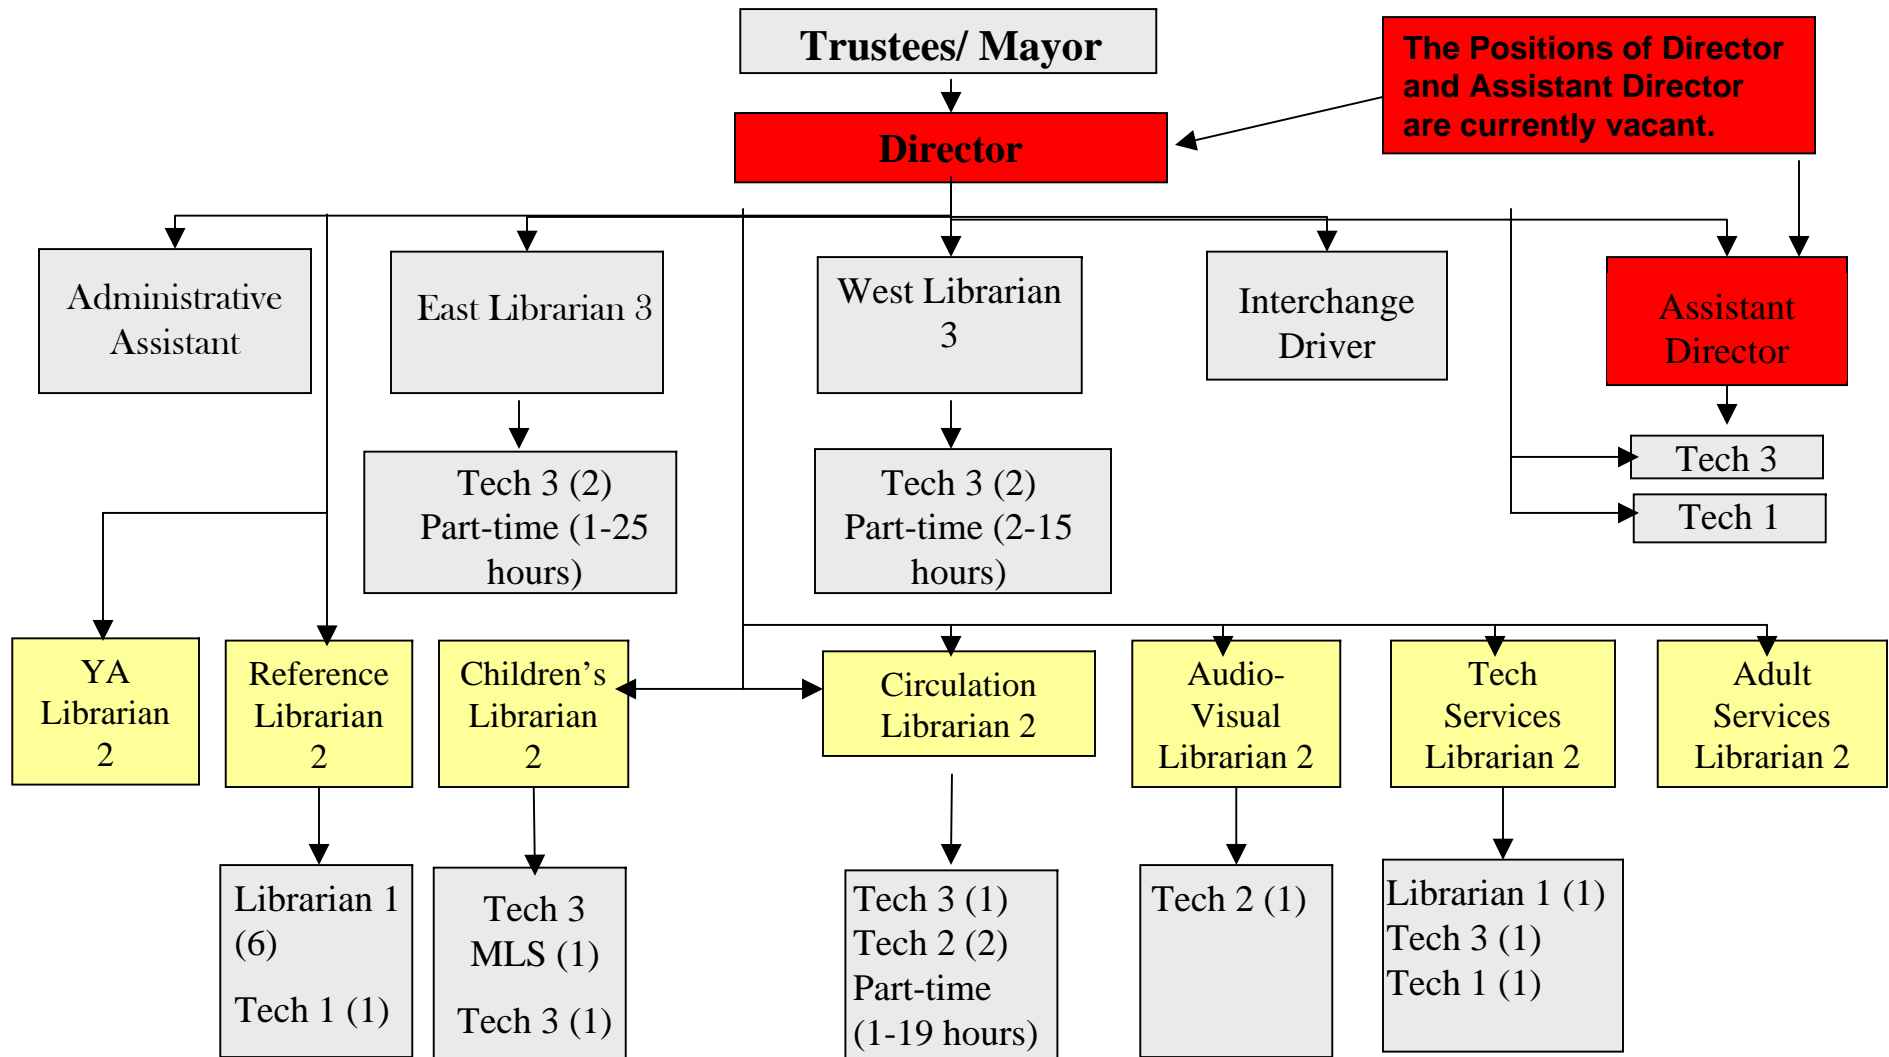 Trustees/ Mayor
The Positions of Director
and Assistant Director
are currently vacant.
Director
Administrative
Assistant
East Librarian 3
West Librarian
3
Interchange
Driver
Assistant
Director
Tech 3 (2)
Part-time (1-25
hours)
Tech 3 (2)
Part-time (2-15
hours)
Tech 3
Tech 1
YA
Librarian
2
Reference
Librarian
2
Children’s
Librarian
2
Circulation
Librarian 2
Audio-
Visual
Librarian 2
Tech
Services
Librarian 2
Adult
Services
Librarian 2
Librarian 1
(6)
Tech 1 (1)
Tech 3
MLS (1)
Tech 3 (1)
Tech 3 (1)
Tech 2 (2)
Part-time
(1-19 hours)
Tech 2 (1)
Librarian 1 (1)
Tech 3 (1)
Tech 1 (1)